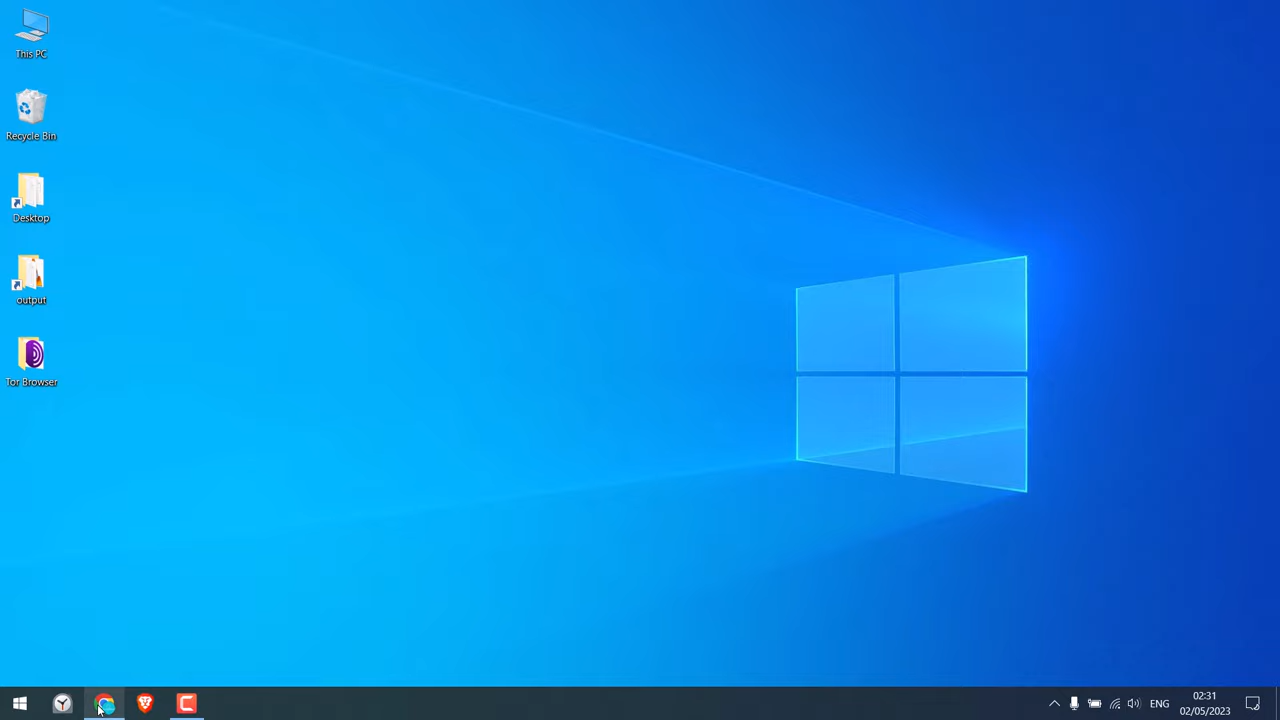 This PC
Recycle Bin
Desktop
output
Tor Browser
ENG
02:31
02/05/2023